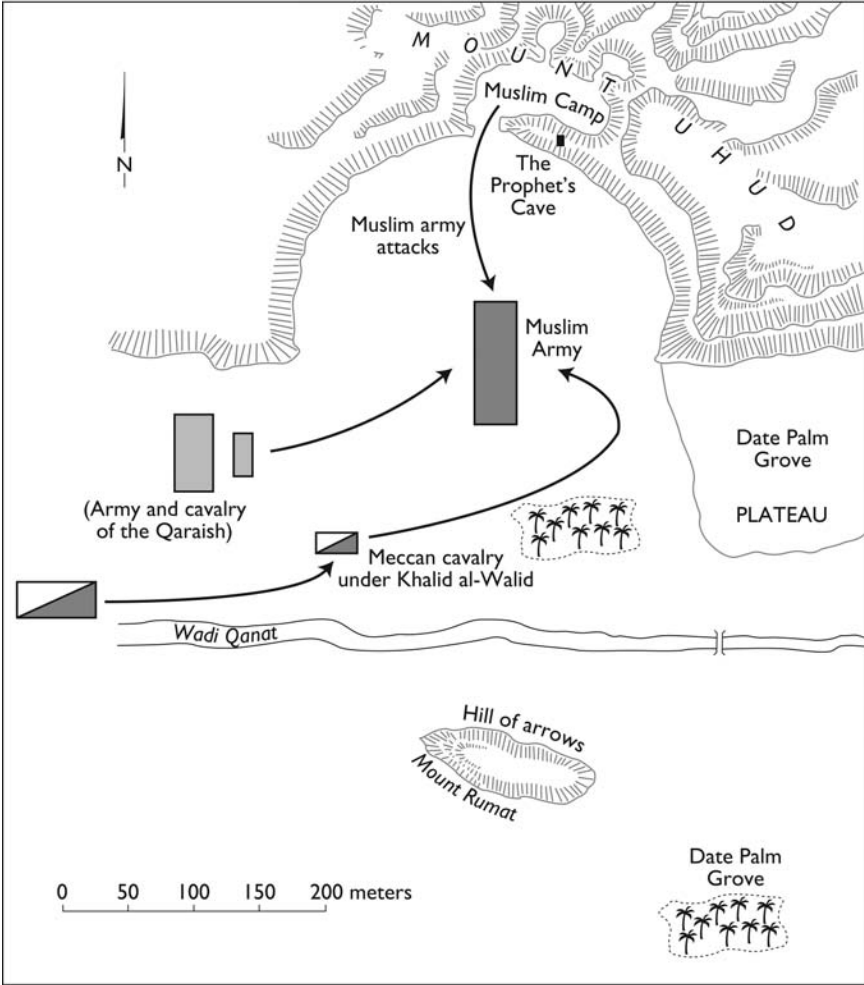 MOUNT
UHUD
Muslim Camp
N
The
Prophet's
Cave
Muslim army
attacks
Muslim
Army
Date Palm
Grove
PLATEAU
(Army and cavalry
of the Qaraish)
Meccan cavalry
under Khalid al-Walid
Wadi Qanat
Hill of arrows
Mount Rumat
Date Palm
Grove
0 50 100 150 200 meters